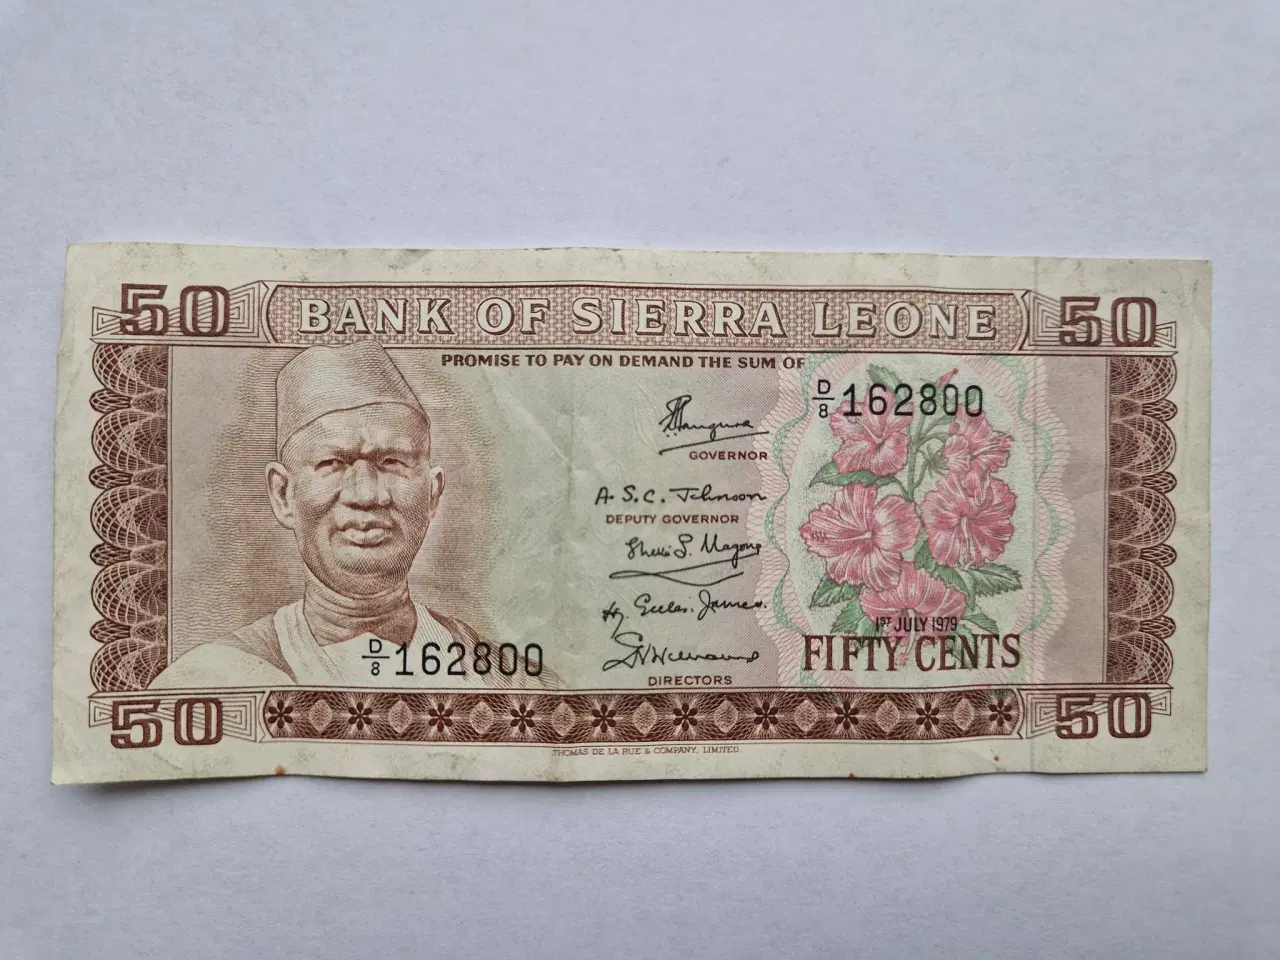 50 BANK OF SIERRA LEONE 50
PROMISE TO PAY ON DEMAND THE SUM OF
D/8 162800
GOVERNOR
A. S. C. Johnson
DEPUTY GOVERNOR
1ST JULY 1979
FIFTY CENTS
D/8 162800
DIRECTORS
50 50
THOMAS DE LA RUE & COMPANY, LIMITED.